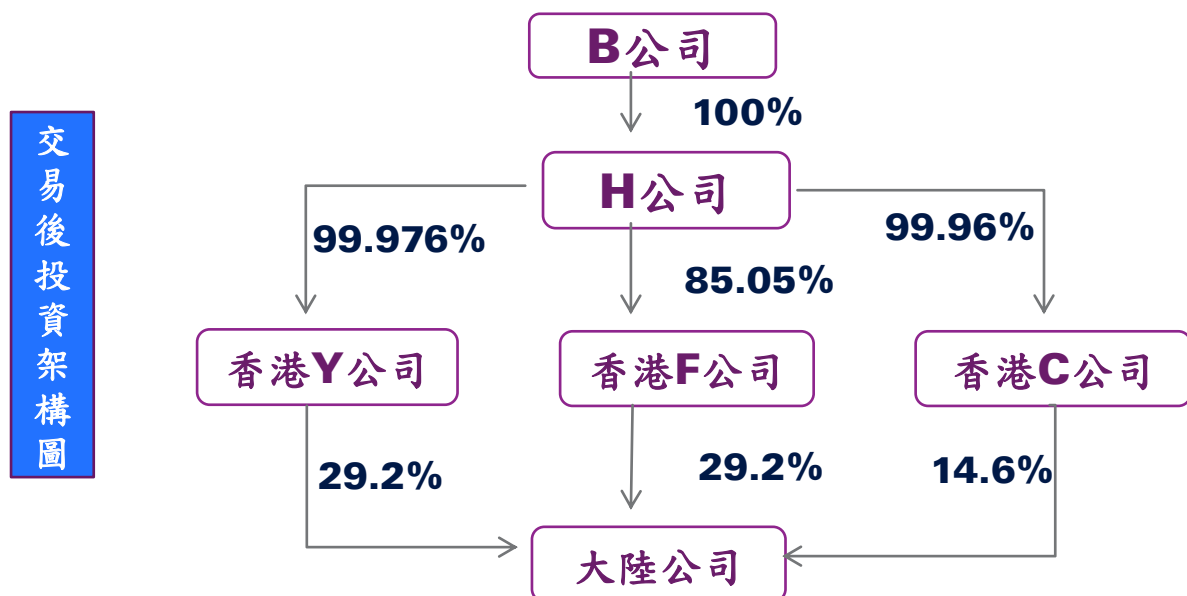 交易後投資架構圖
B公司
100%
H公司
99.976%
85.05%
99.96%
香港Y公司
香港F公司
香港C公司
29.2%
29.2%
14.6%
大陸公司